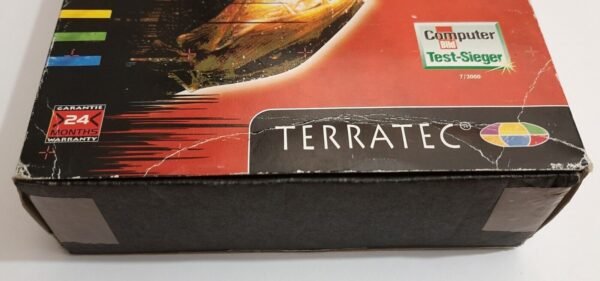 Computer
Bild
Test-Sieger
7/2000
GARANTIE
24
MONTHS
WARRANTY
TERRATEC®